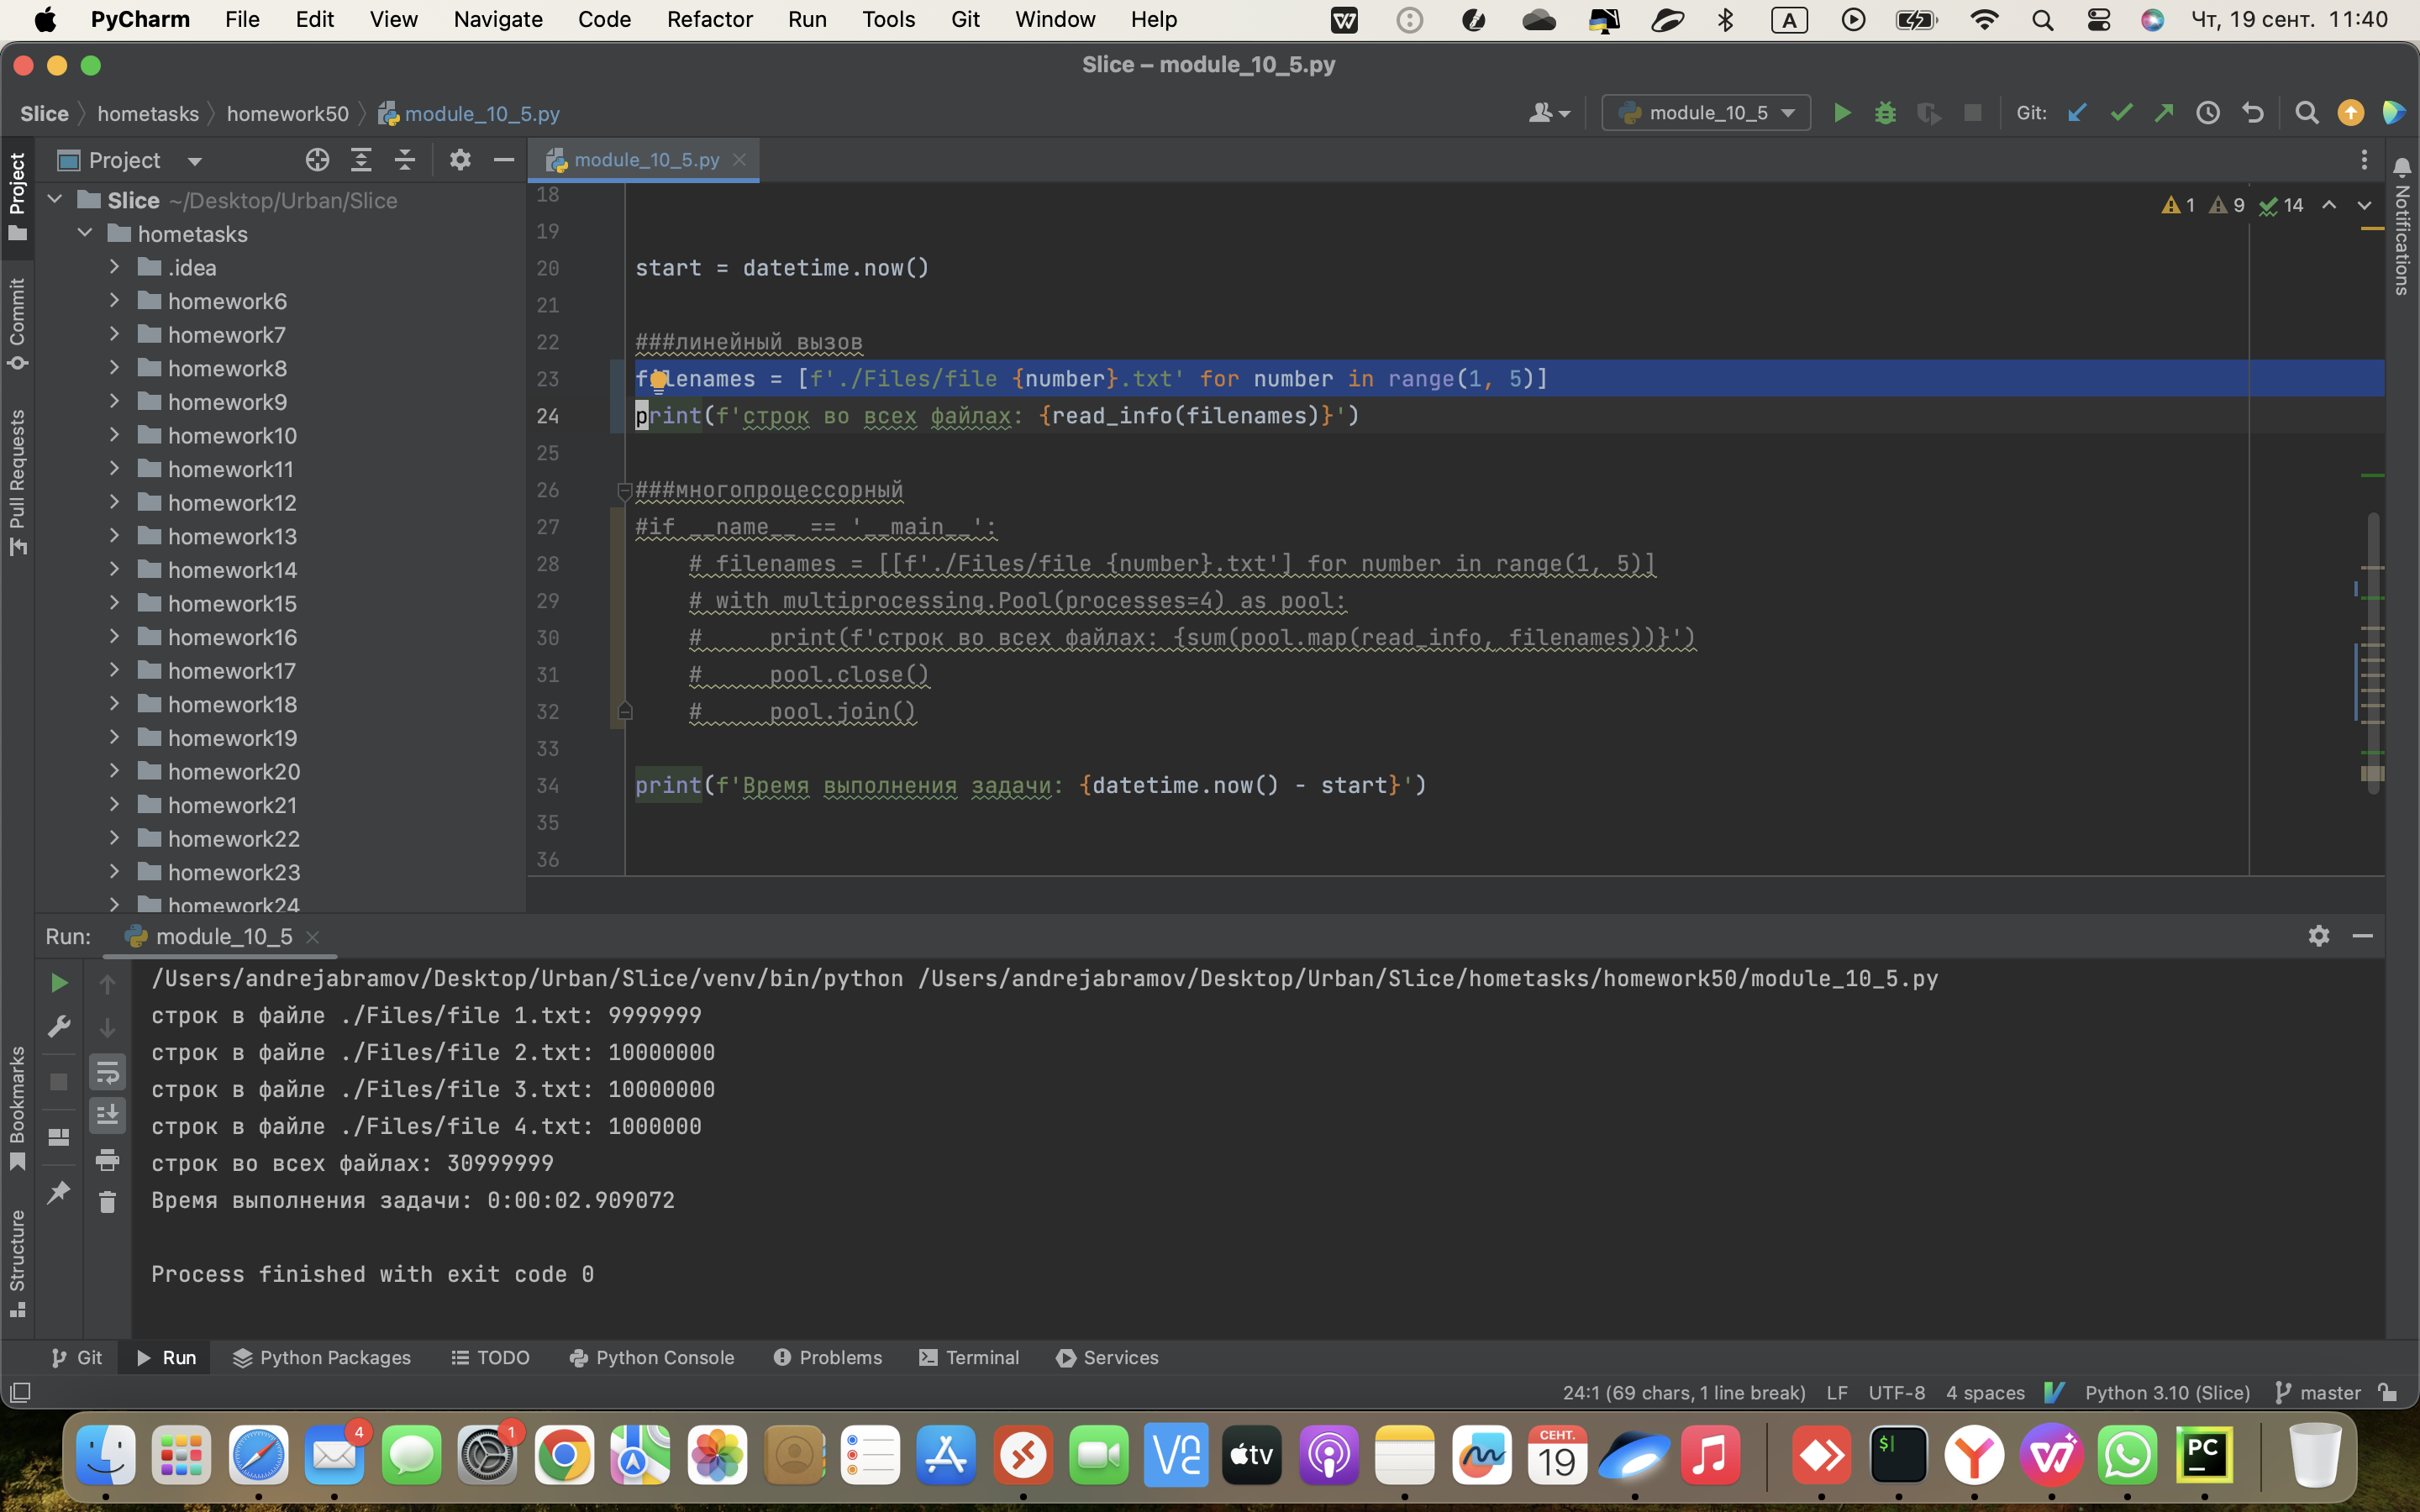 PyCharm File Edit View Navigate Code Refactor Run Tools Git Window Help A Чт, 19 сент. 11:40
Slice – module_10_5.py
Slice hometasks homework50 module_10_5.py module_10_5 Git:
Project module_10_5.py
Project
Commit
Pull Requests
Bookmarks
Structure
Notifications
Slice ~/Desktop/Urban/Slice
hometasks
.idea
homework6
homework7
homework8
homework9
homework10
homework11
homework12
homework13
homework14
homework15
homework16
homework17
homework18
homework19
homework20
homework21
homework22
homework23
homework24
1 9 14
18
19
20 start = datetime.now()
21
22 ###линейный вызов
23 filenames = [f'./Files/file {number}.txt' for number in range(1, 5)]
24 print(f'строк во всех файлах: {read_info(filenames)}')
25
26 ###многопроцессорный
27 #if __name__ == '__main__':
28 # filenames = [[f'./Files/file {number}.txt'] for number in range(1, 5)]
29 # with multiprocessing.Pool(processes=4) as pool:
30 #     print(f'строк во всех файлах: {sum(pool.map(read_info, filenames))}')
31 #     pool.close()
32 #     pool.join()
33
34 print(f'Время выполнения задачи: {datetime.now() - start}')
35
36
Run: module_10_5
/Users/andrejabramov/Desktop/Urban/Slice/venv/bin/python /Users/andrejabramov/Desktop/Urban/Slice/hometasks/homework50/module_10_5.py
строк в файле ./Files/file 1.txt: 9999999
строк в файле ./Files/file 2.txt: 10000000
строк в файле ./Files/file 3.txt: 10000000
строк в файле ./Files/file 4.txt: 1000000
строк во всех файлах: 30999999
Время выполнения задачи: 0:00:02.909072
Process finished with exit code 0
Git Run Python Packages TODO Python Console Problems Terminal Services
24:1 (69 chars, 1 line break) LF UTF-8 4 spaces Python 3.10 (Slice) master
4 1 tv СЕНТ. 19 $ PC